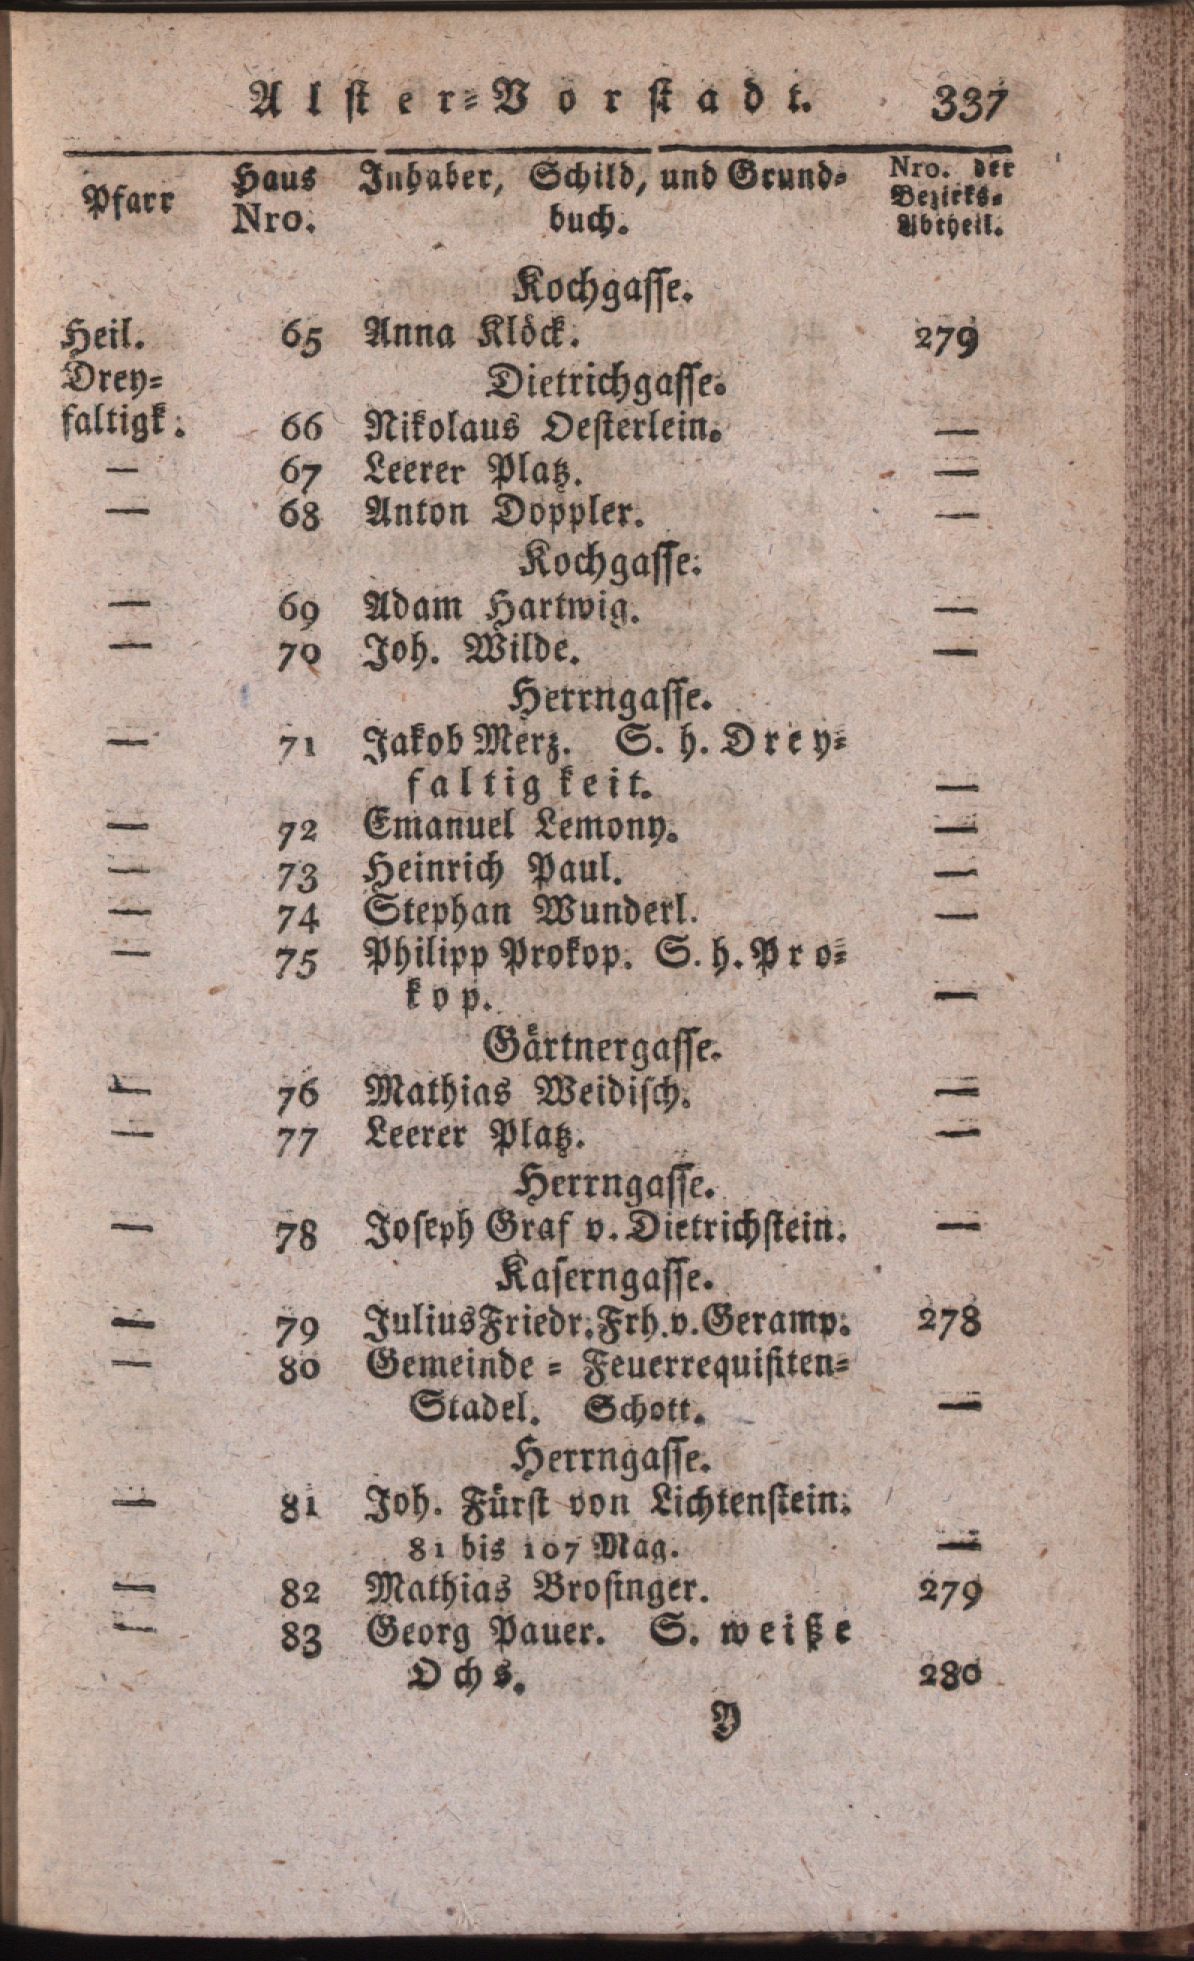 Alster-Vorstadt. 337
Pfarr Haus Nro. Inhaber, Schild, und Grund- buch. Nro. der Bezirks- Abtheil.
Kochgasse.
Heil. 65 Anna Klöck. 279
Drey- Dietrichgasse.
faltigk. 66 Nikolaus Oesterlein. —
— 67 Leerer Platz. —
— 68 Anton Doppler. —
Kochgasse.
— 69 Adam Hartwig. —
— 70 Joh. Wilde. —
Herrngasse.
— 71 Jakob Merz. S. h. Drey-
faltigkeit. —
— 72 Emanuel Lemony. —
— 73 Heinrich Paul. —
— 74 Stephan Wunderl. —
— 75 Philipp Prokop. S. h. Pro-
kop. —
Gärtnergasse.
— 76 Mathias Weidisch. —
— 77 Leerer Platz. —
Herrngasse.
— 78 Joseph Graf v. Dietrichstein. —
Kaserngasse.
— 79 Julius Friedr. Frh. v. Geramp. 278
— 80 Gemeinde-Feuerrequisiten-
Stadel. Schott. —
Herrngasse.
— 81 Joh. Fürst von Lichtenstein.
81 bis 107 Mag. —
— 82 Mathias Brosinger. 279
— 83 Georg Pauer. S. weiße
Ochs. 280
Y